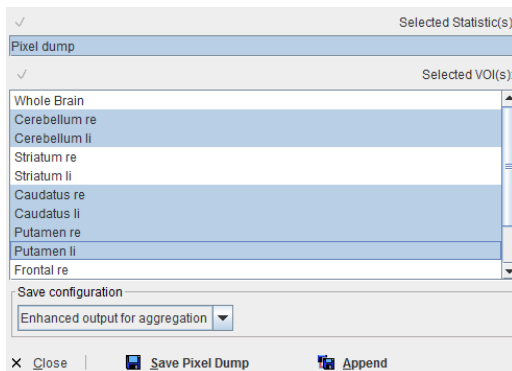 Selected Statistic(s)
Pixel dump
Selected VOI(s):
Whole Brain
Cerebellum re
Cerebellum li
Striatum re
Striatum li
Caudatus re
Caudatus li
Putamen re
Putamen li
Frontal re
Save configuration
Enhanced output for aggregation
Close Save Pixel Dump Append